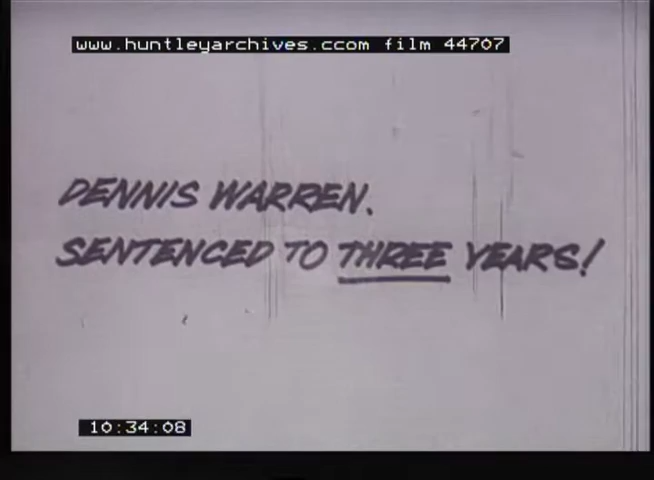 www.huntleyarchives.ccom film 44707
DENNIS WARREN.
SENTENCED TO THREE YEARS!
10:34:08